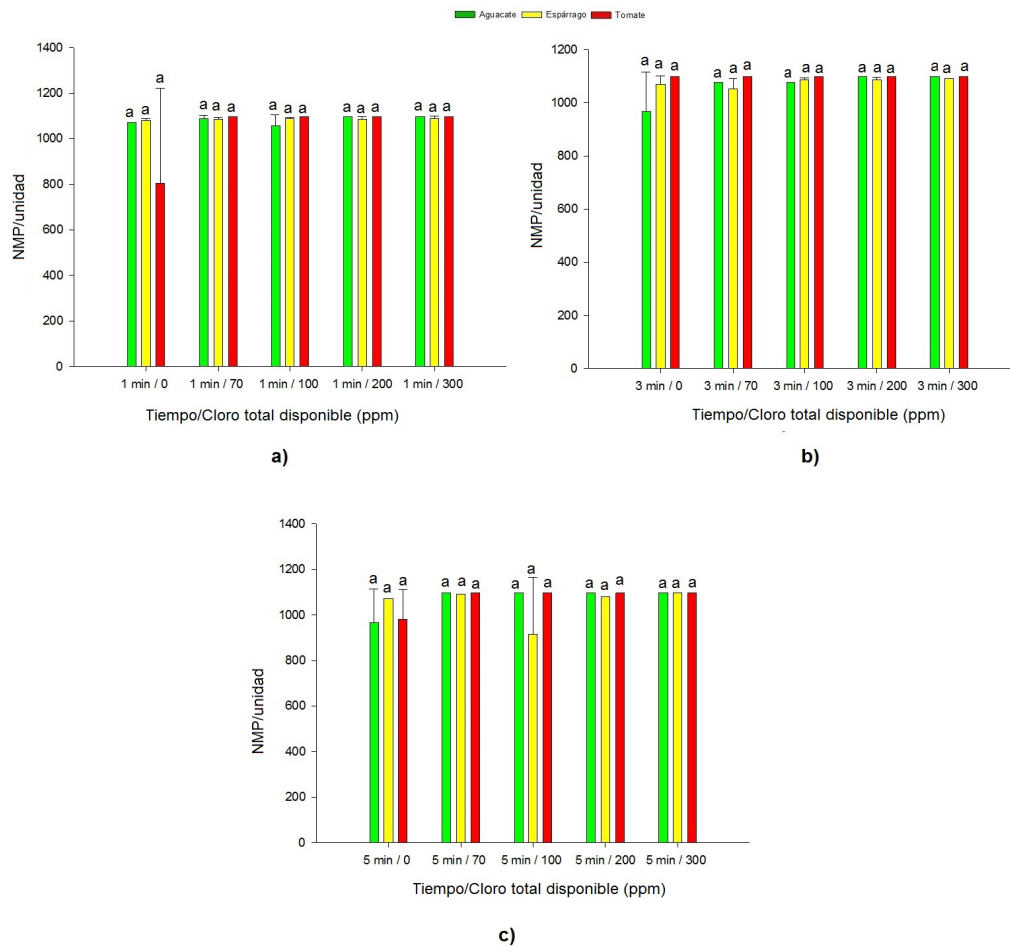 Aguacate Espárrago Tomate
1400
1200
1000
800
600
400
200
0
NMP/unidad
a a a a a a a a a a a a a a a
1 min / 0 1 min / 70 1 min / 100 1 min / 200 1 min / 300
Tiempo/Cloro total disponible (ppm)
a)
1200
1000
800
600
400
200
0
NMP/unidad
a a a a a a a a a a a a a a a
3 min / 0 3 min / 70 3 min / 100 3 min / 200 3 min / 300
Tiempo/Cloro total disponible (ppm)
b)
1400
1200
1000
800
600
400
200
0
NMP/unidad
a a a a a a a a a a a a a a a
5 min / 0 5 min / 70 5 min / 100 5 min / 200 5 min / 300
Tiempo/Cloro total disponible (ppm)
c)